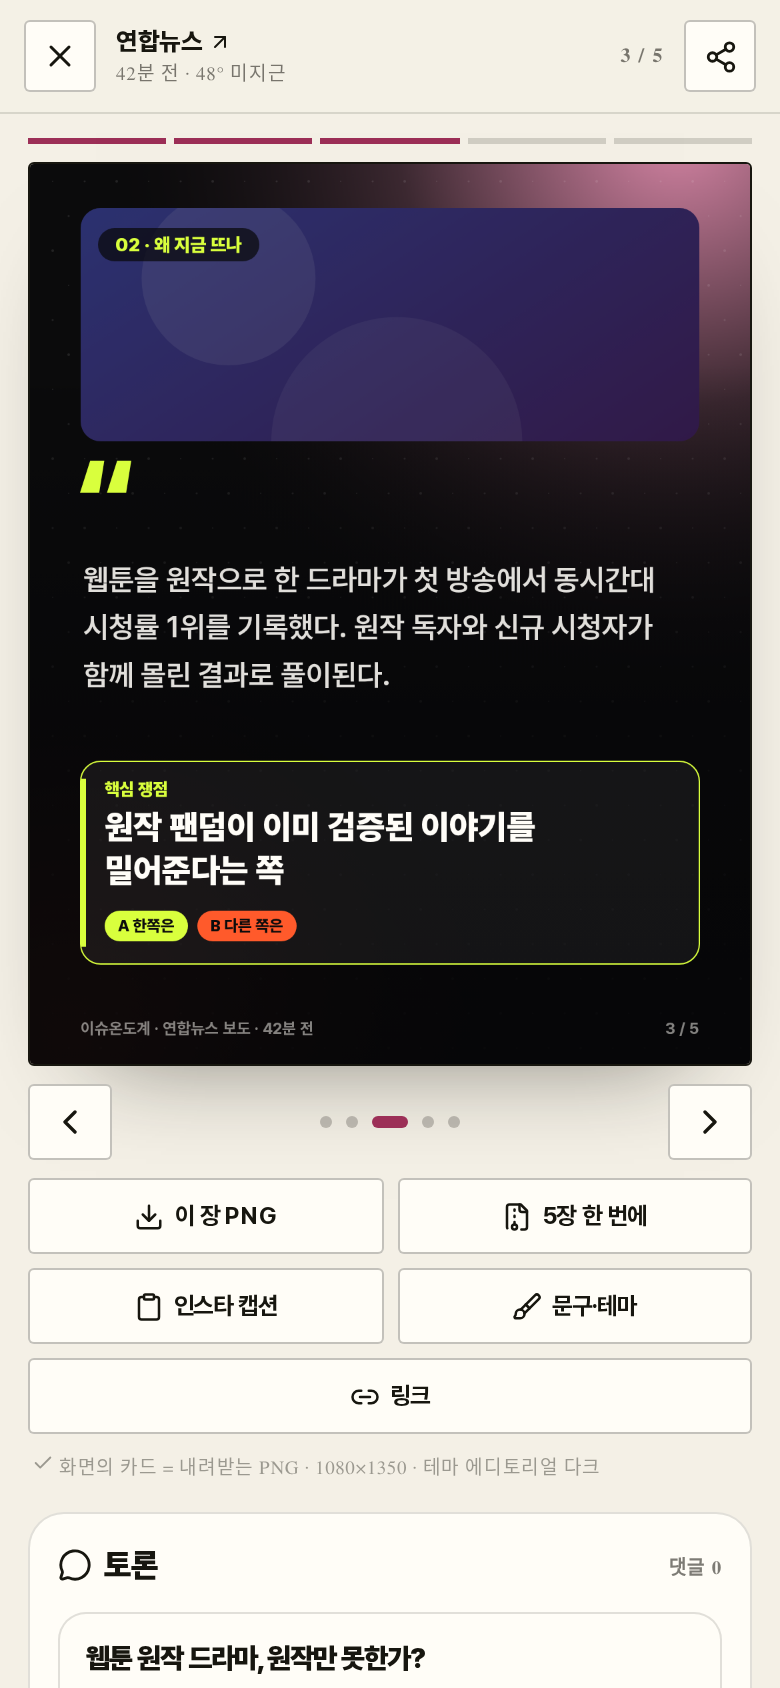 연합뉴스
42분 전 · 48° 미지근
3 / 5
02 · 왜 지금 뜨나
웹툰을 원작으로 한 드라마가 첫 방송에서 동시간대
시청률 1위를 기록했다. 원작 독자와 신규 시청자가
함께 몰린 결과로 풀이된다.
핵심 쟁점
원작 팬덤이 이미 검증된 이야기를
밀어준다는 쪽
A 한쪽은
B 다른 쪽은
이슈온도계 · 연합뉴스 보도 · 42분 전
3 / 5
이 장 PNG
5장 한 번에
인스타 캡션
문구·테마
링크
화면의 카드 = 내려받는 PNG · 1080×1350 · 테마 에디토리얼 다크
토론
댓글 0
웹툰 원작 드라마, 원작만 못한가?